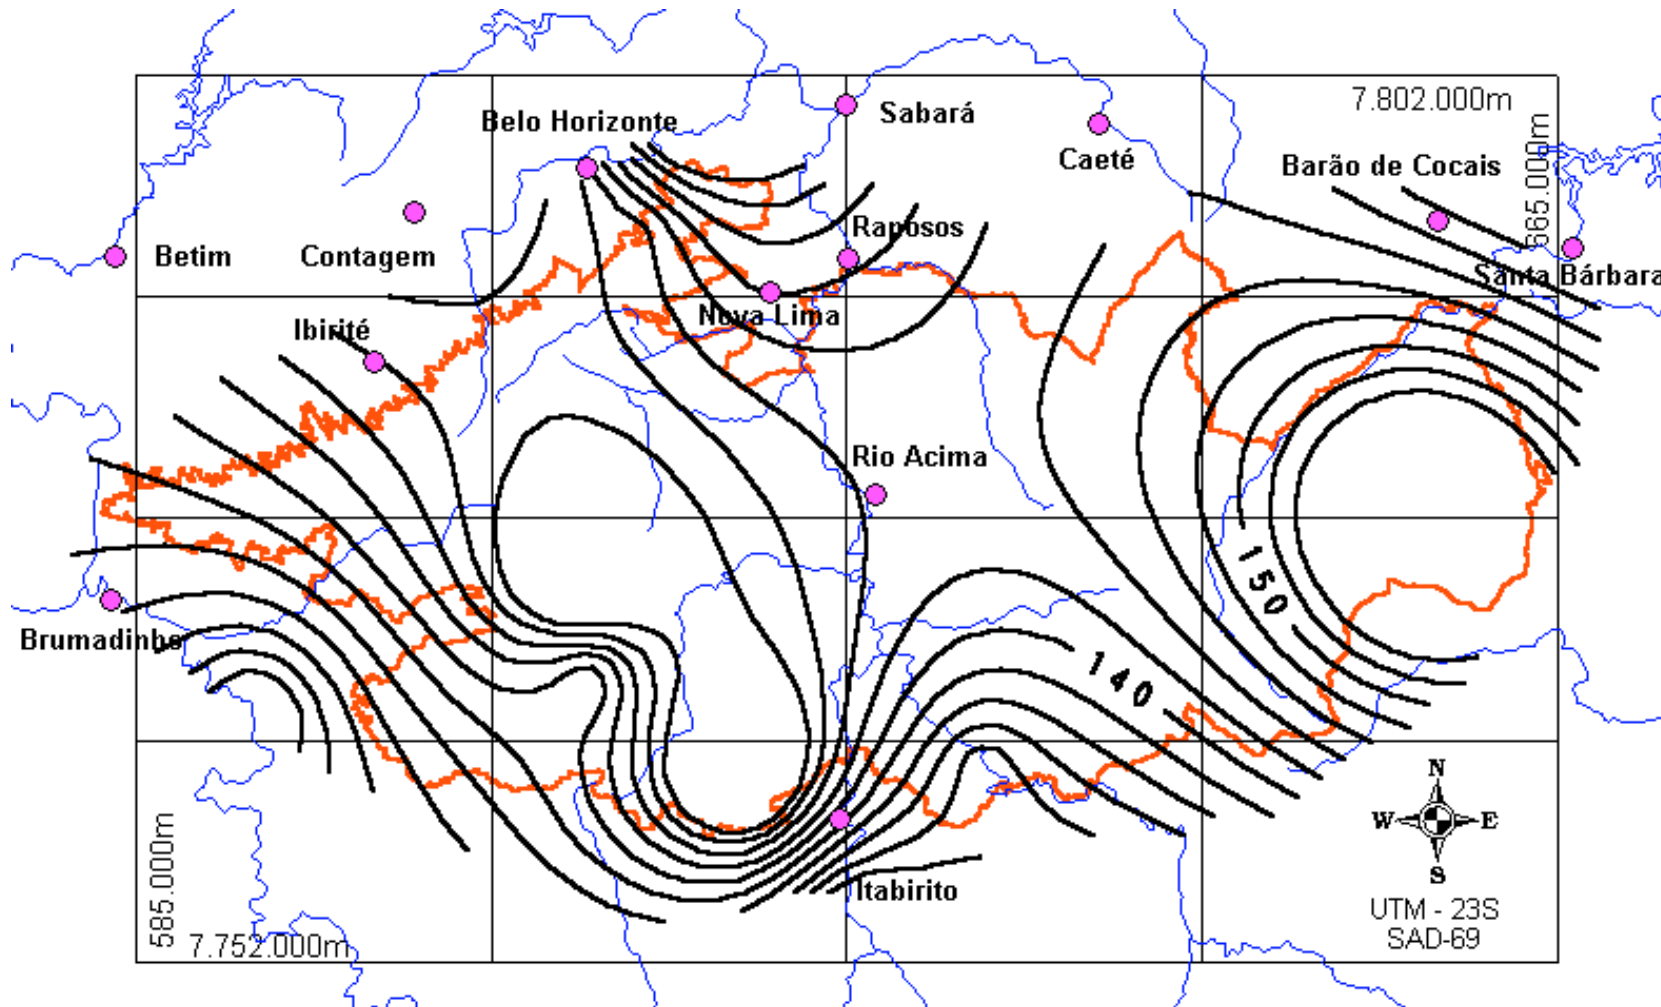 7.802.000m
Sabará
Belo Horizonte
665.000m
Caeté
Barão de Cocais
Raposos
Betim
Contagem
Santa Bárbara
Nova Lima
Ibirité
Rio Acima
150
Brumadinho
140
N
W E
S
585.000m
Itabirito
UTM - 23S
SAD-69
7.752.000m